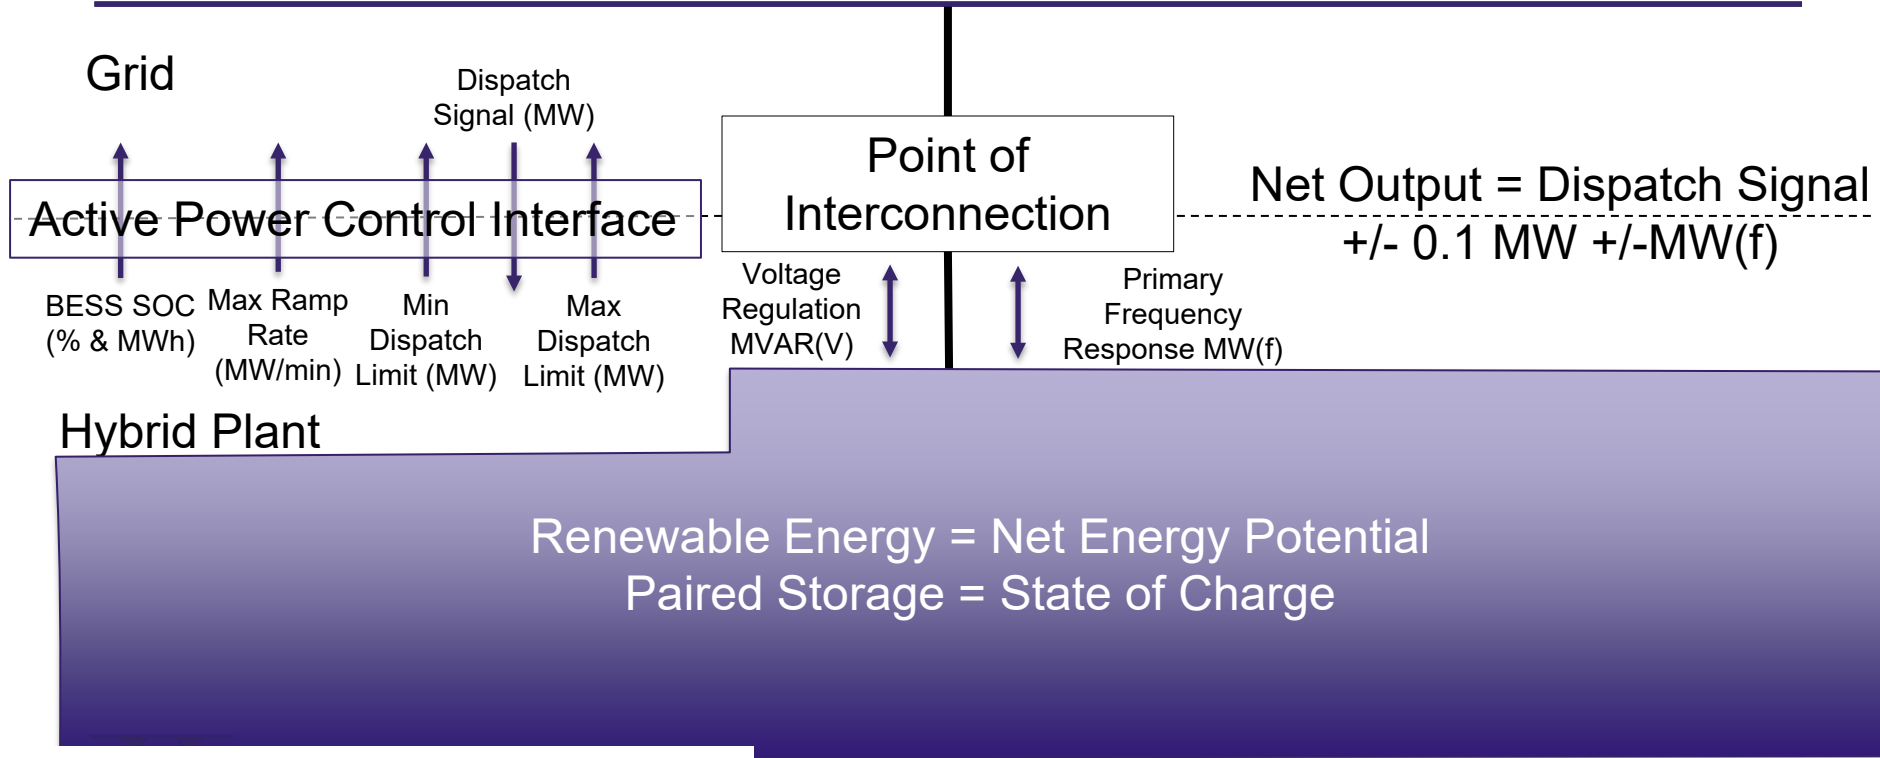 Grid
Dispatch
Signal (MW)
Active Power Control Interface
Point of
Interconnection
Net Output = Dispatch Signal
+/- 0.1 MW +/-MW(f)
BESS SOC
(% & MWh)
Max Ramp
Rate
(MW/min)
Min
Dispatch
Limit (MW)
Max
Dispatch
Limit (MW)
Voltage
Regulation
MVAR(V)
Primary
Frequency
Response MW(f)
Hybrid Plant
Renewable Energy = Net Energy Potential
Paired Storage = State of Charge